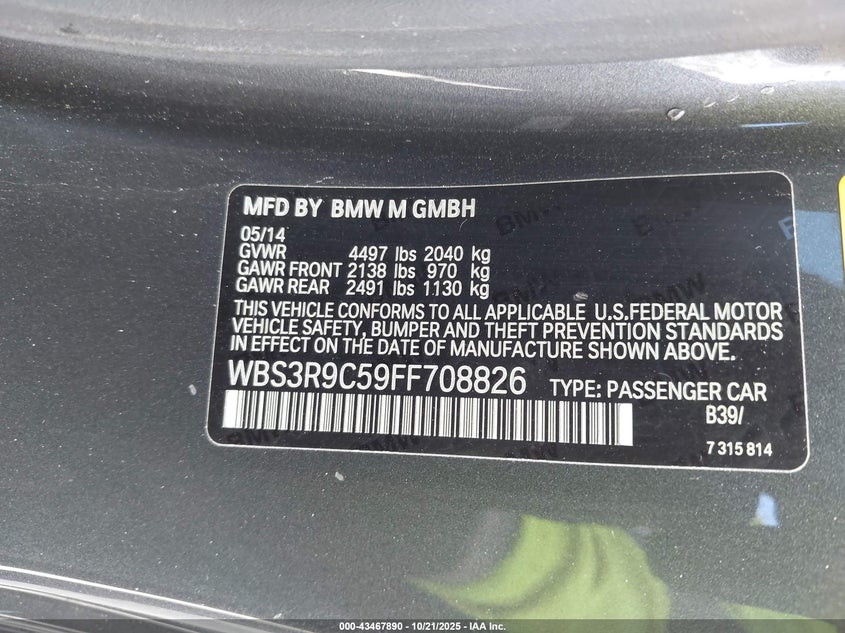 MFD BY BMW M GMBH
05/14
GVWR 4497 lbs 2040 kg
GAWR FRONT 2138 lbs 970 kg
GAWR REAR 2491 lbs 1130 kg
THIS VEHICLE CONFORMS TO ALL APPLICABLE U.S.FEDERAL MOTOR
VEHICLE SAFETY, BUMPER AND THEFT PREVENTION STANDARDS
IN EFFECT ON THE DATE OF MANUFACTURE SHOWN ABOVE.
WBS3R9C59FF708826 TYPE: PASSENGER CAR
B39/
7 315 814
000-43467890 - 10/21/2025 - IAA Inc.